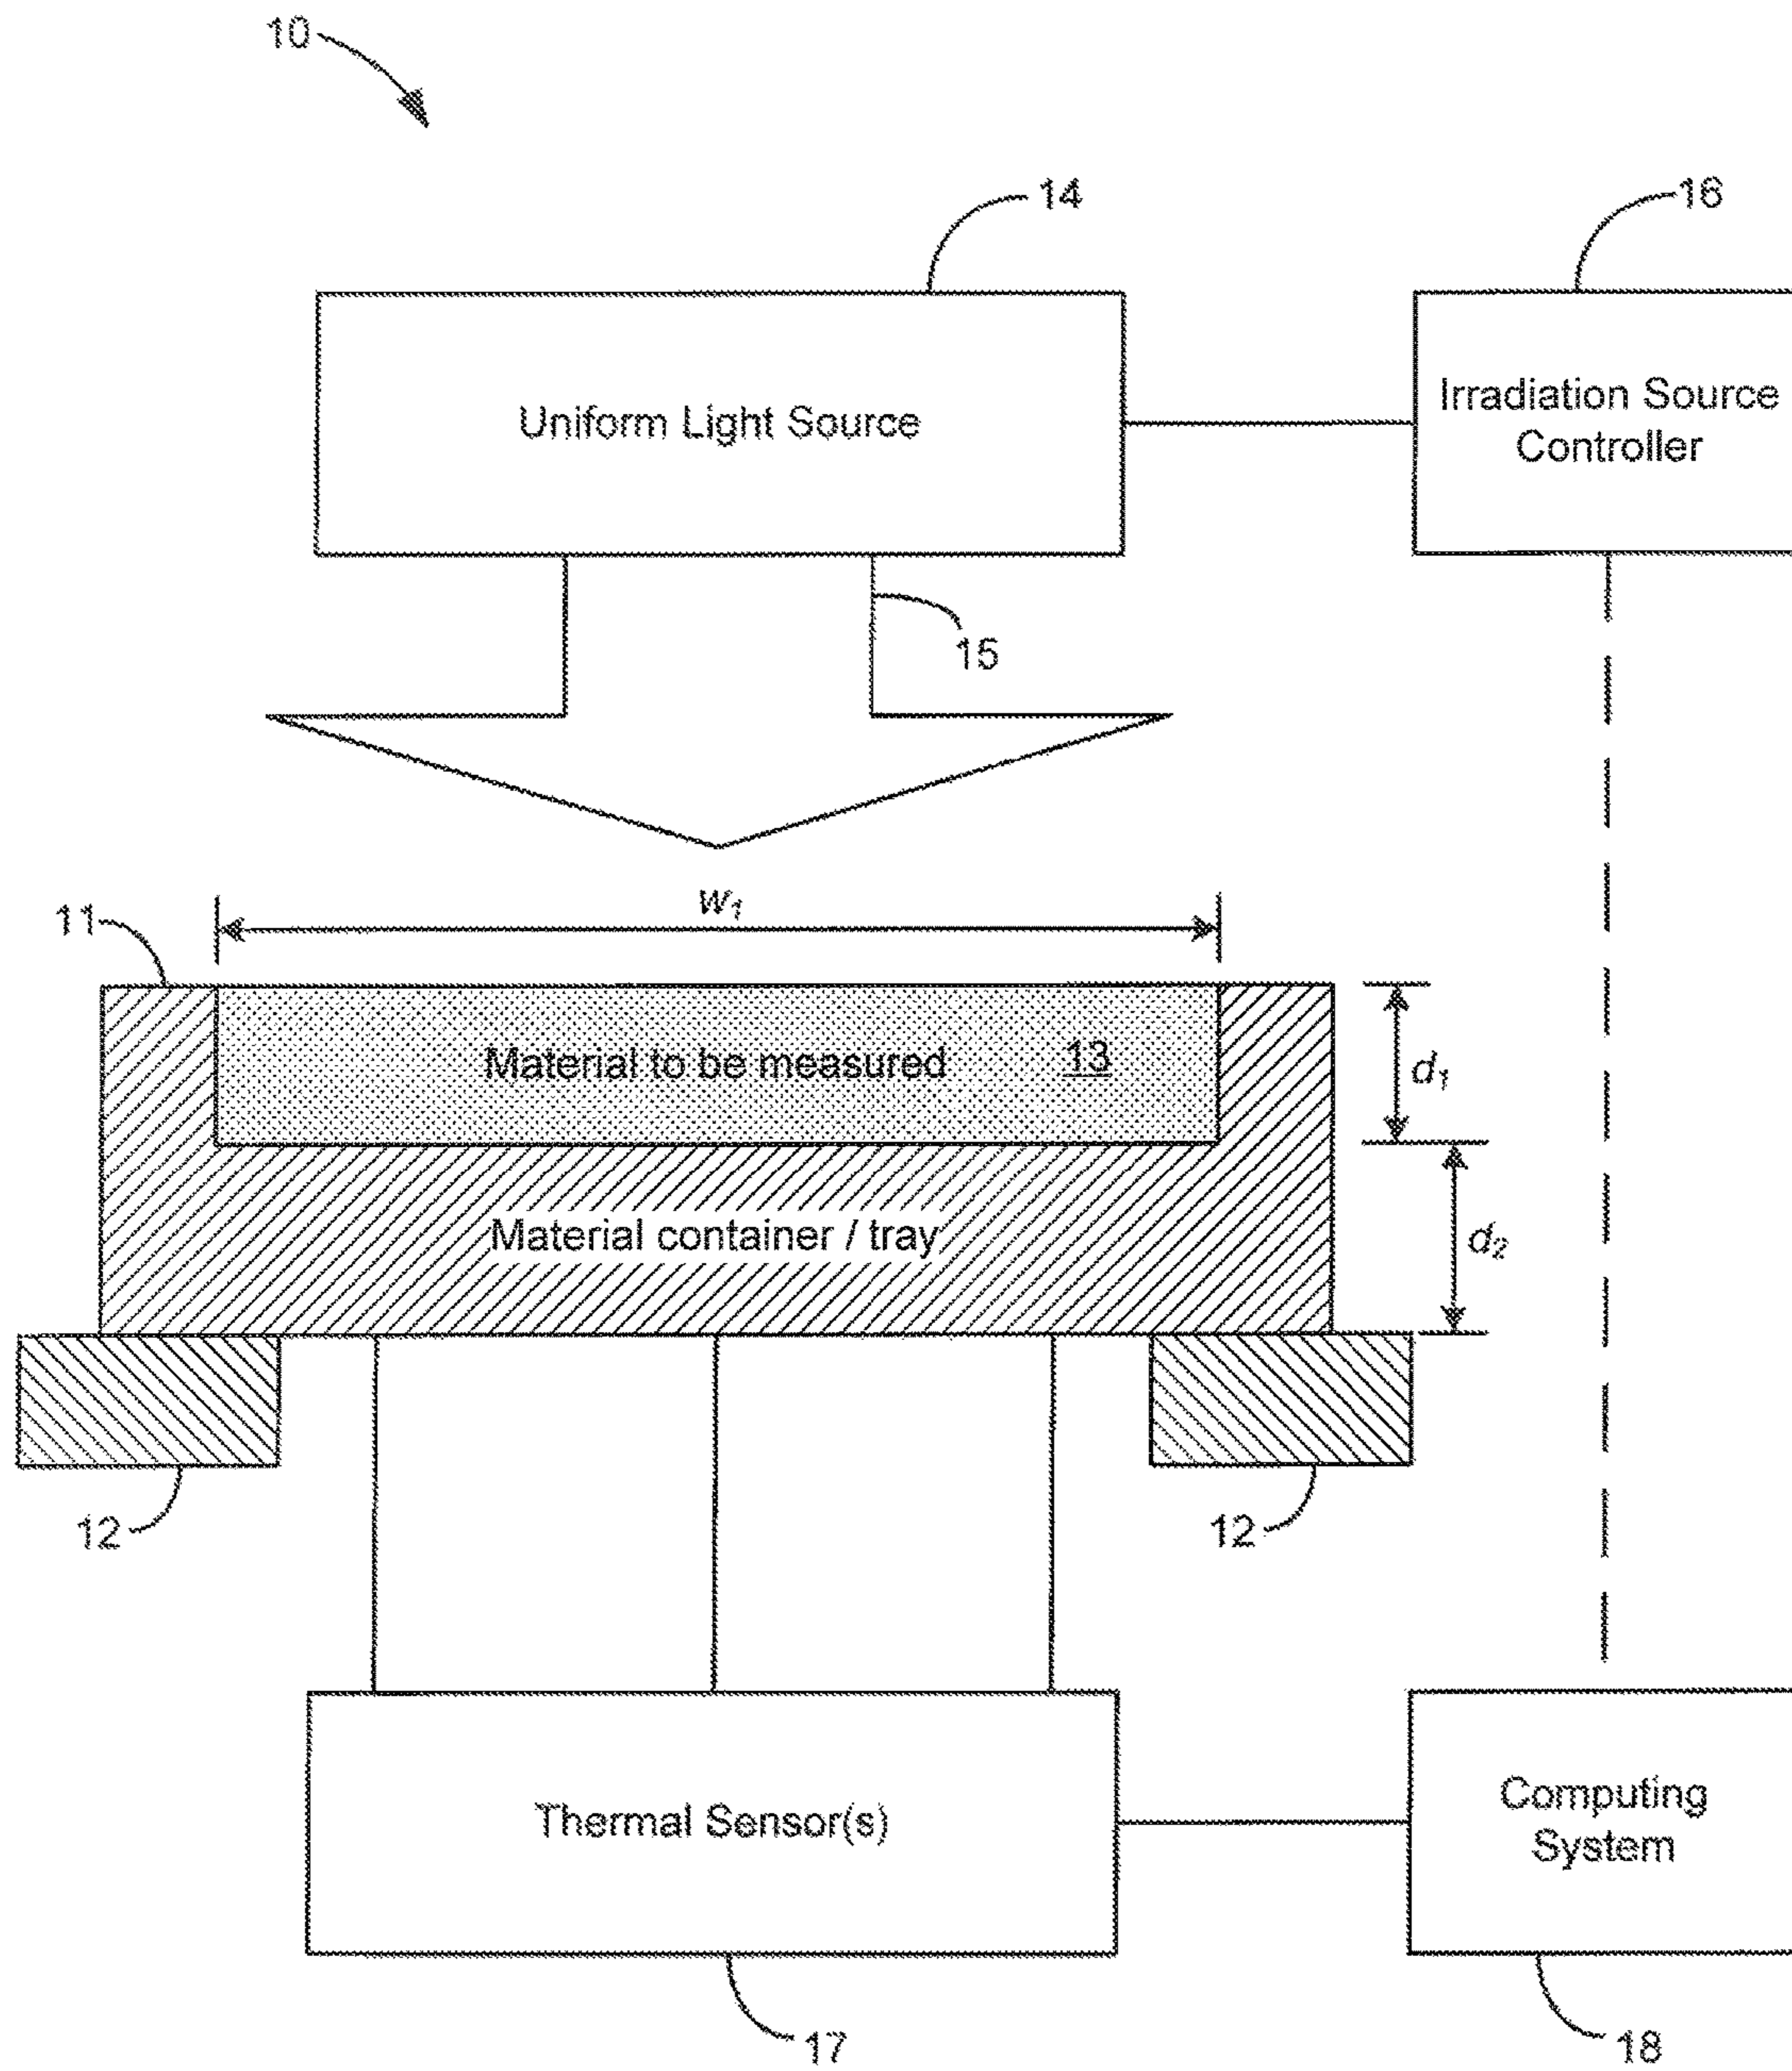 10
14
16
Uniform Light Source
Irradiation Source
Controller
15
w₁
11
Material to be measured 13
d₁
Material container / tray
d₂
12
12
Thermal Sensor(s)
Computing
System
17
18